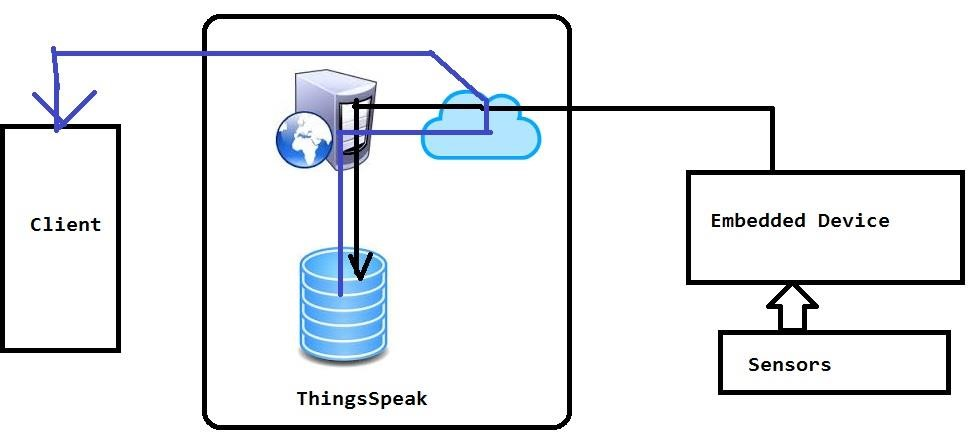 Client
Embedded Device
Sensors
ThingsSpeak